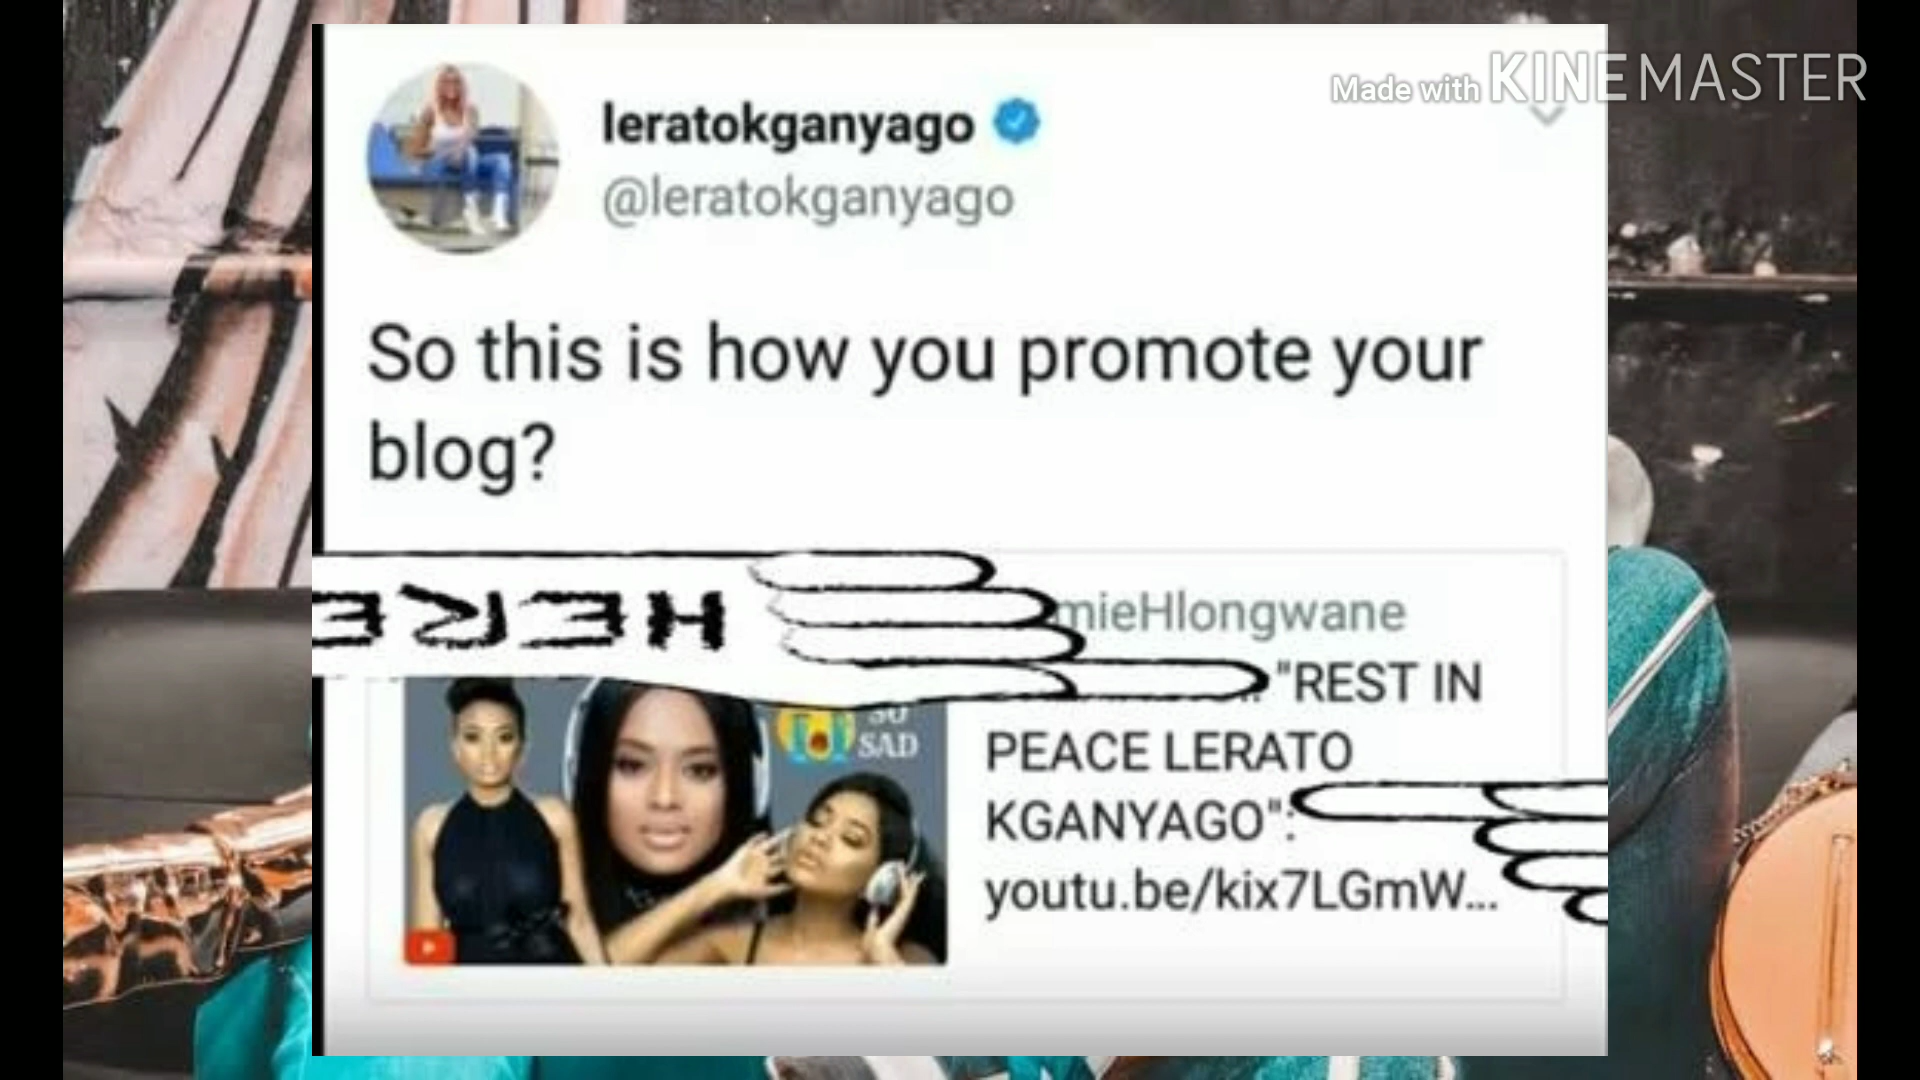 Made with KINEMASTER
leratokganyago
@leratokganyago
So this is how you promote your
blog?
HERE
mieHlongwane
"REST IN
PEACE LERATO
KGANYAGO":
youtu.be/kix7LGmW...
SO
SAD